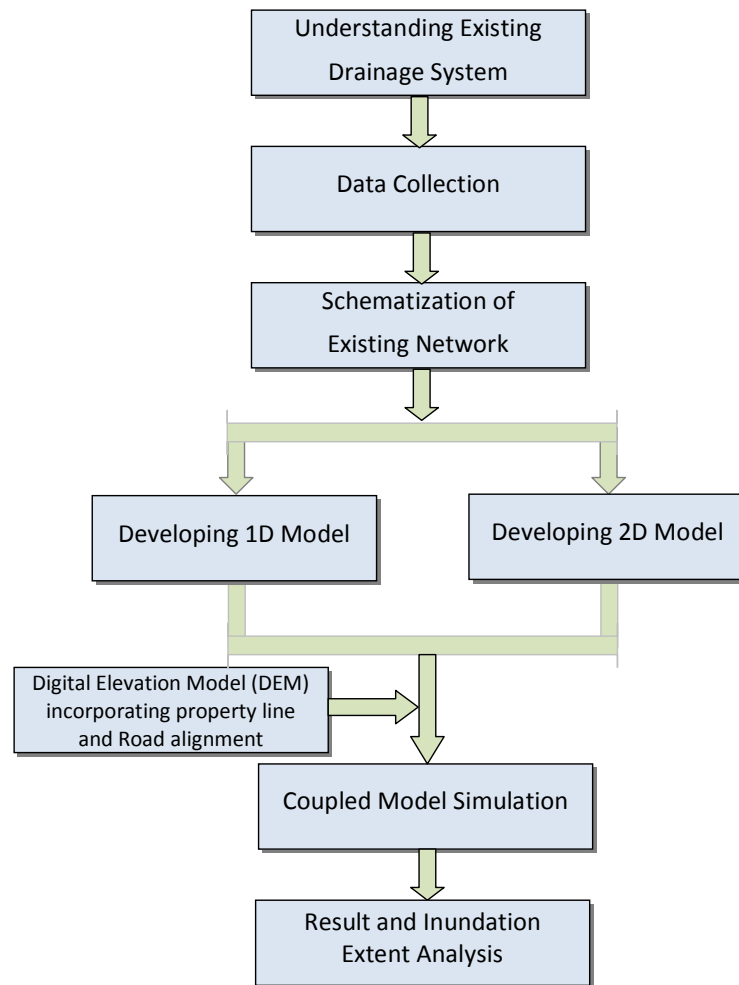 Understanding Existing
Drainage System
Data Collection
Schematization of
Existing Network
Developing 1D Model
Developing 2D Model
Digital Elevation Model (DEM)
incorporating property line
and Road alignment
Coupled Model Simulation
Result and Inundation
Extent Analysis